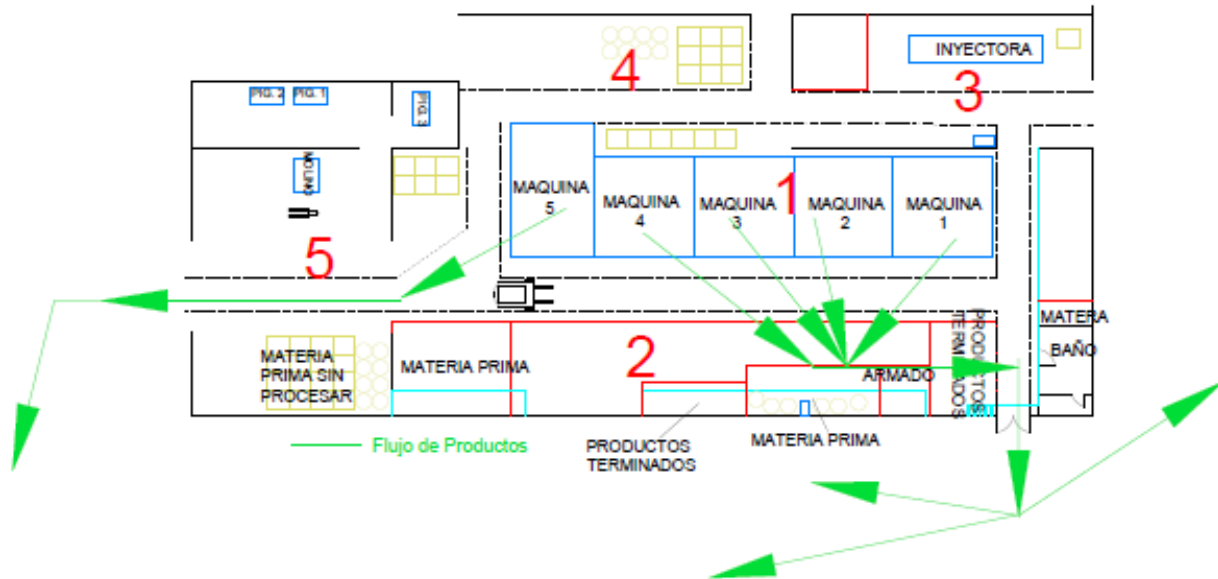 4
INYECTORA
3
PIG. 2
PIG. 1
PIG. 3
MOLINO
5
MAQUINA
5
MAQUINA
4
MAQUINA
3
1
MAQUINA
2
MAQUINA
1
MATERIA
PRIMA SIN
PROCESAR
MATERIA PRIMA
2
ARMADO
PRODUCTOS
TERMINADOS
MATERA
BAÑO
Flujo de Productos
PRODUCTOS
TERMINADOS
MATERIA PRIMA